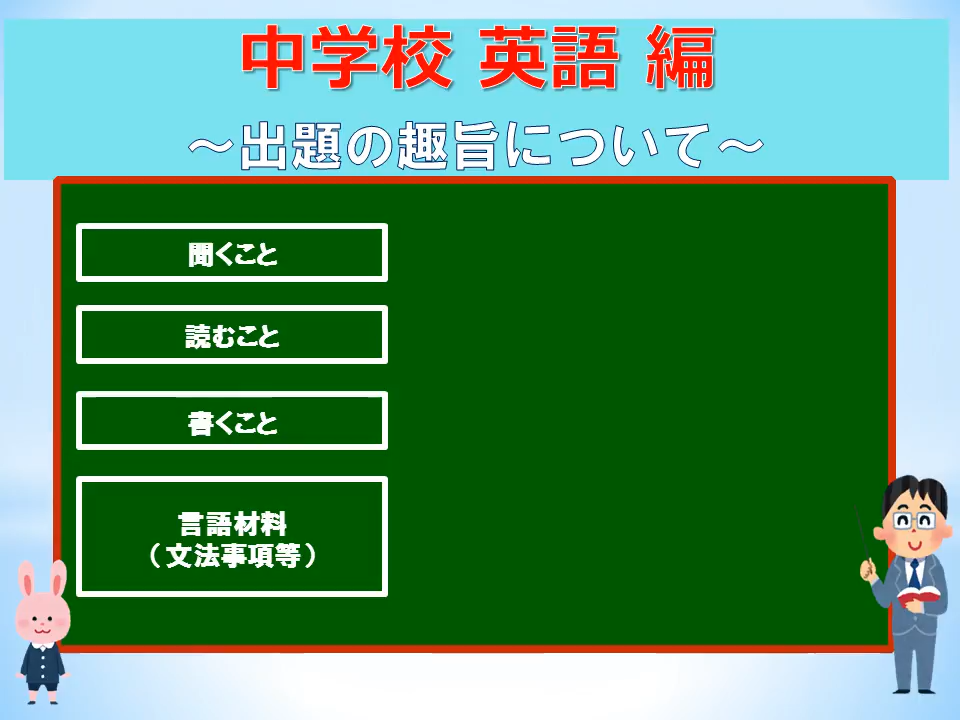 中学校 英語 編
～出題の趣旨について～
聞くこと
読むこと
書くこと
言語材料
（文法事項等）